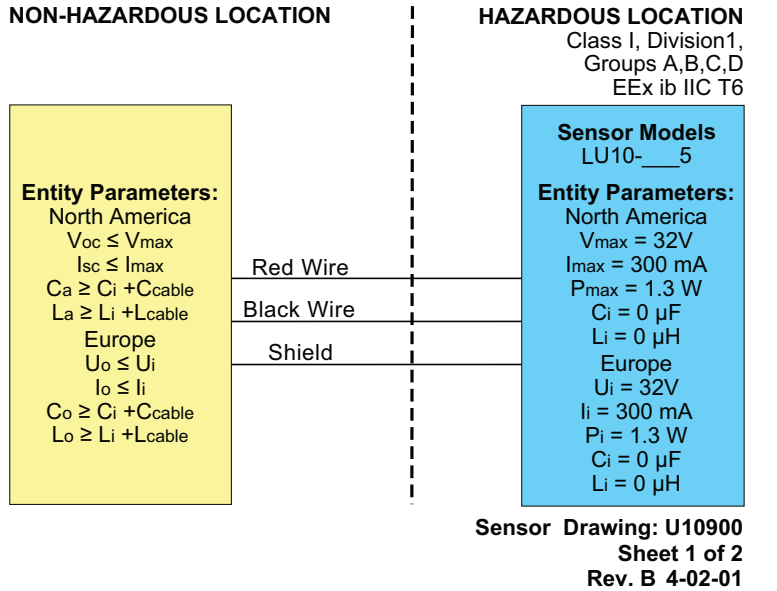 NON-HAZARDOUS LOCATION
HAZARDOUS LOCATION
Class I, Division1,
Groups A,B,C,D
EEx ib IIC T6
Entity Parameters:
North America
Voc ≤ Vmax
Isc ≤ Imax
Ca ≥ Ci +Ccable
La ≥ Li +Lcable
Europe
Uo ≤ Ui
Io ≤ Ii
Co ≥ Ci +Ccable
Lo ≥ Li +Lcable
Red Wire
Black Wire
Shield
Sensor Models
LU10-___5
Entity Parameters:
North America
Vmax = 32V
Imax = 300 mA
Pmax = 1.3 W
Ci = 0 µF
Li = 0 µH
Europe
Ui = 32V
Ii = 300 mA
Pi = 1.3 W
Ci = 0 µF
Li = 0 µH
Sensor Drawing: U10900
Sheet 1 of 2
Rev. B 4-02-01